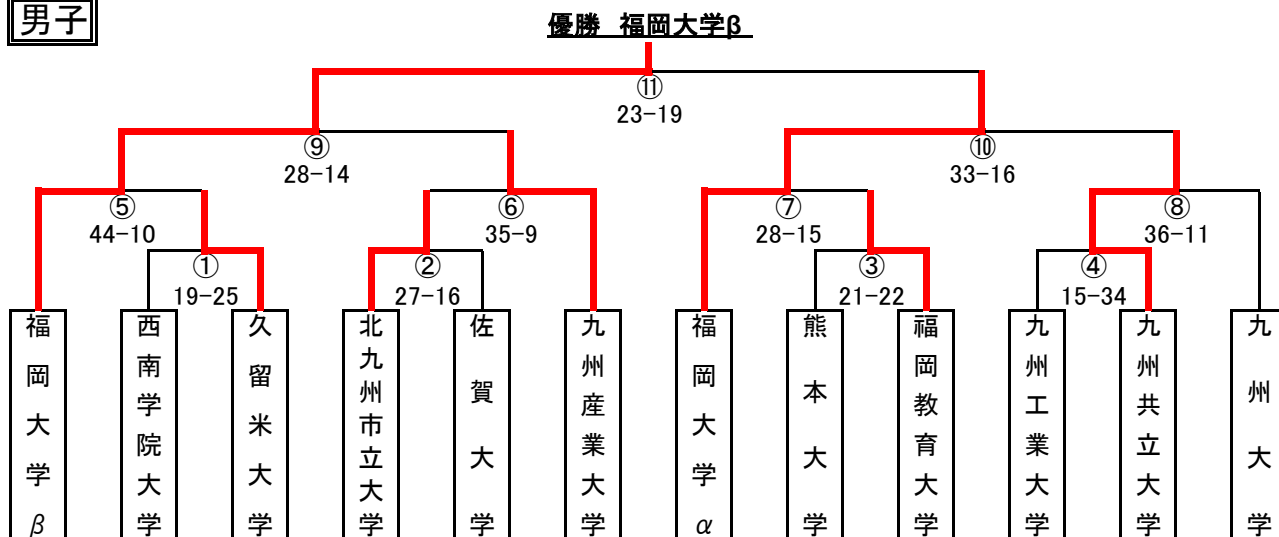 男子
優勝 福岡大学β
⑪
23-19
⑨
28-14
⑩
33-16
⑤
44-10
⑥
35-9
⑦
28-15
⑧
36-11
①
19-25
②
27-16
③
21-22
④
15-34
福岡大学β
西南学院大学
久留米大学
北九州市立大学
佐賀大学
九州産業大学
福岡大学α
熊本大学
福岡教育大学
九州工業大学
九州共立大学
九州大学